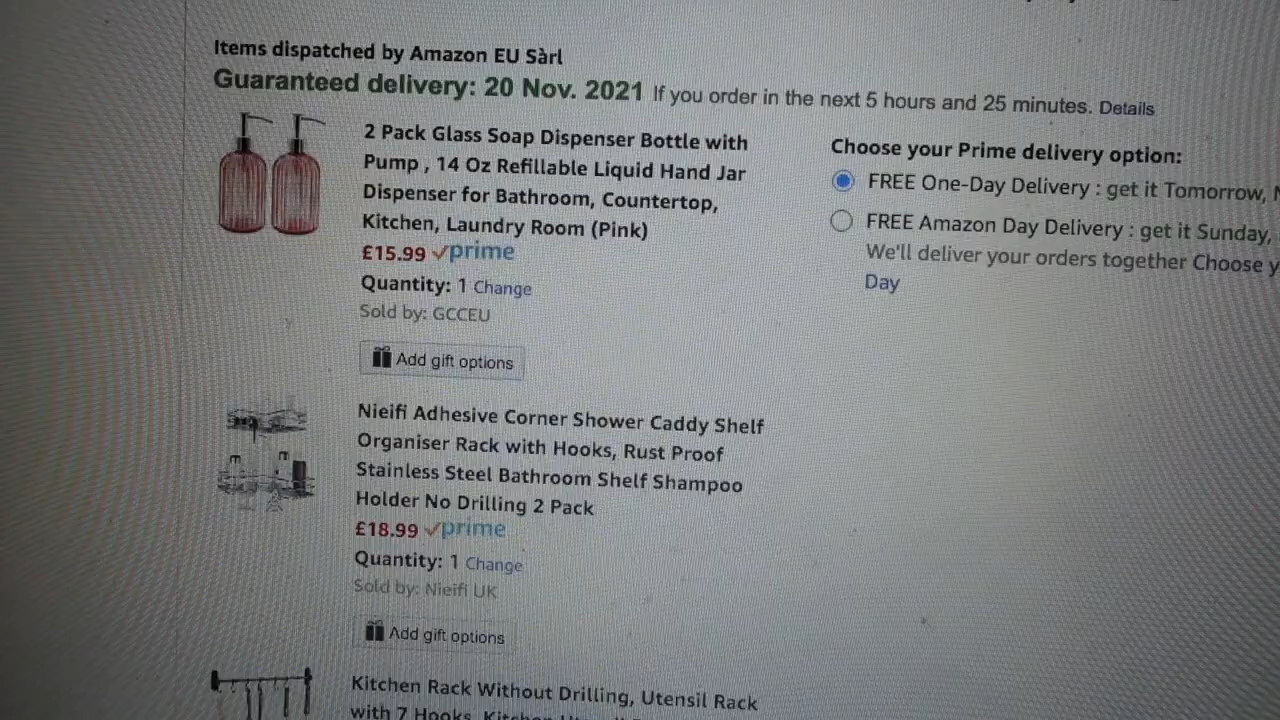 Items dispatched by Amazon EU Sàrl
Guaranteed delivery: 20 Nov. 2021 If you order in the next 5 hours and 25 minutes. Details
2 Pack Glass Soap Dispenser Bottle with
Pump , 14 Oz Refillable Liquid Hand Jar
Dispenser for Bathroom, Countertop,
Kitchen, Laundry Room (Pink)
£15.99 prime
Quantity: 1 Change
Sold by: GCCEU
Add gift options
Choose your Prime delivery option:
FREE One-Day Delivery : get it Tomorrow,
FREE Amazon Day Delivery : get it Sunday,
We'll deliver your orders together Choose
Day
Nieifi Adhesive Corner Shower Caddy Shelf
Organiser Rack with Hooks, Rust Proof
Stainless Steel Bathroom Shelf Shampoo
Holder No Drilling 2 Pack
£18.99 prime
Quantity: 1 Change
Sold by: Nieifi UK
Add gift options
Kitchen Rack Without Drilling, Utensil Rack
with 7 Hooks,